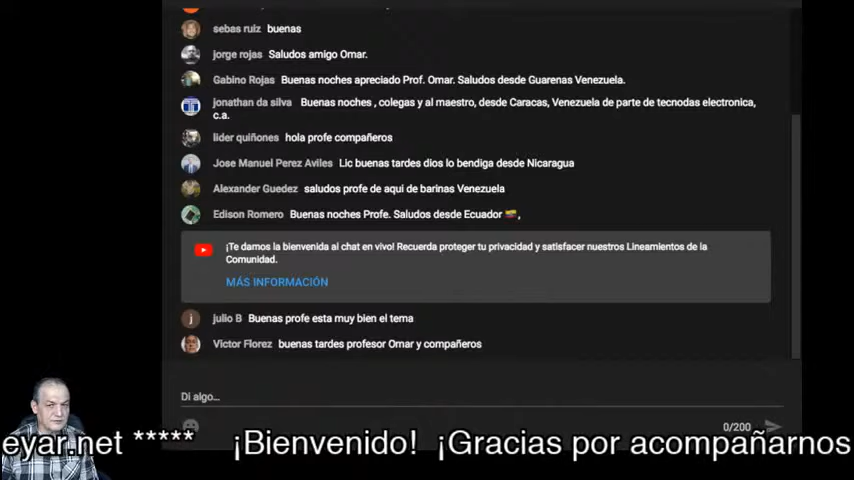 sebas ruiz buenas
jorge rojas Saludos amigo Omar.
Gabino Rojas Buenas noches apreciado Prof. Omar. Saludos desde Guarenas Venezuela.
jonathan da silva Buenas noches , colegas y al maestro, desde Caracas, Venezuela de parte de tecnodas electronica,
c.a.
lider quiñones hola profe compañeros
Jose Manuel Perez Aviles Lic buenas tardes dios lo bendiga desde Nicaragua
Alexander Guedez saludos profe de aqui de barinas Venezuela
Edison Romero Buenas noches Profe. Saludos desde Ecuador 🇪🇨,
¡Te damos la bienvenida al chat en vivo! Recuerda proteger tu privacidad y satisfacer nuestros Lineamientos de la
Comunidad.
MÁS INFORMACIÓN
j julio B Buenas profe esta muy bien el tema
Victor Florez buenas tardes profesor Omar y compañeros
Di algo...
0/200
eyar.net ***** ¡Bienvenido! ¡Gracias por acompañarnos